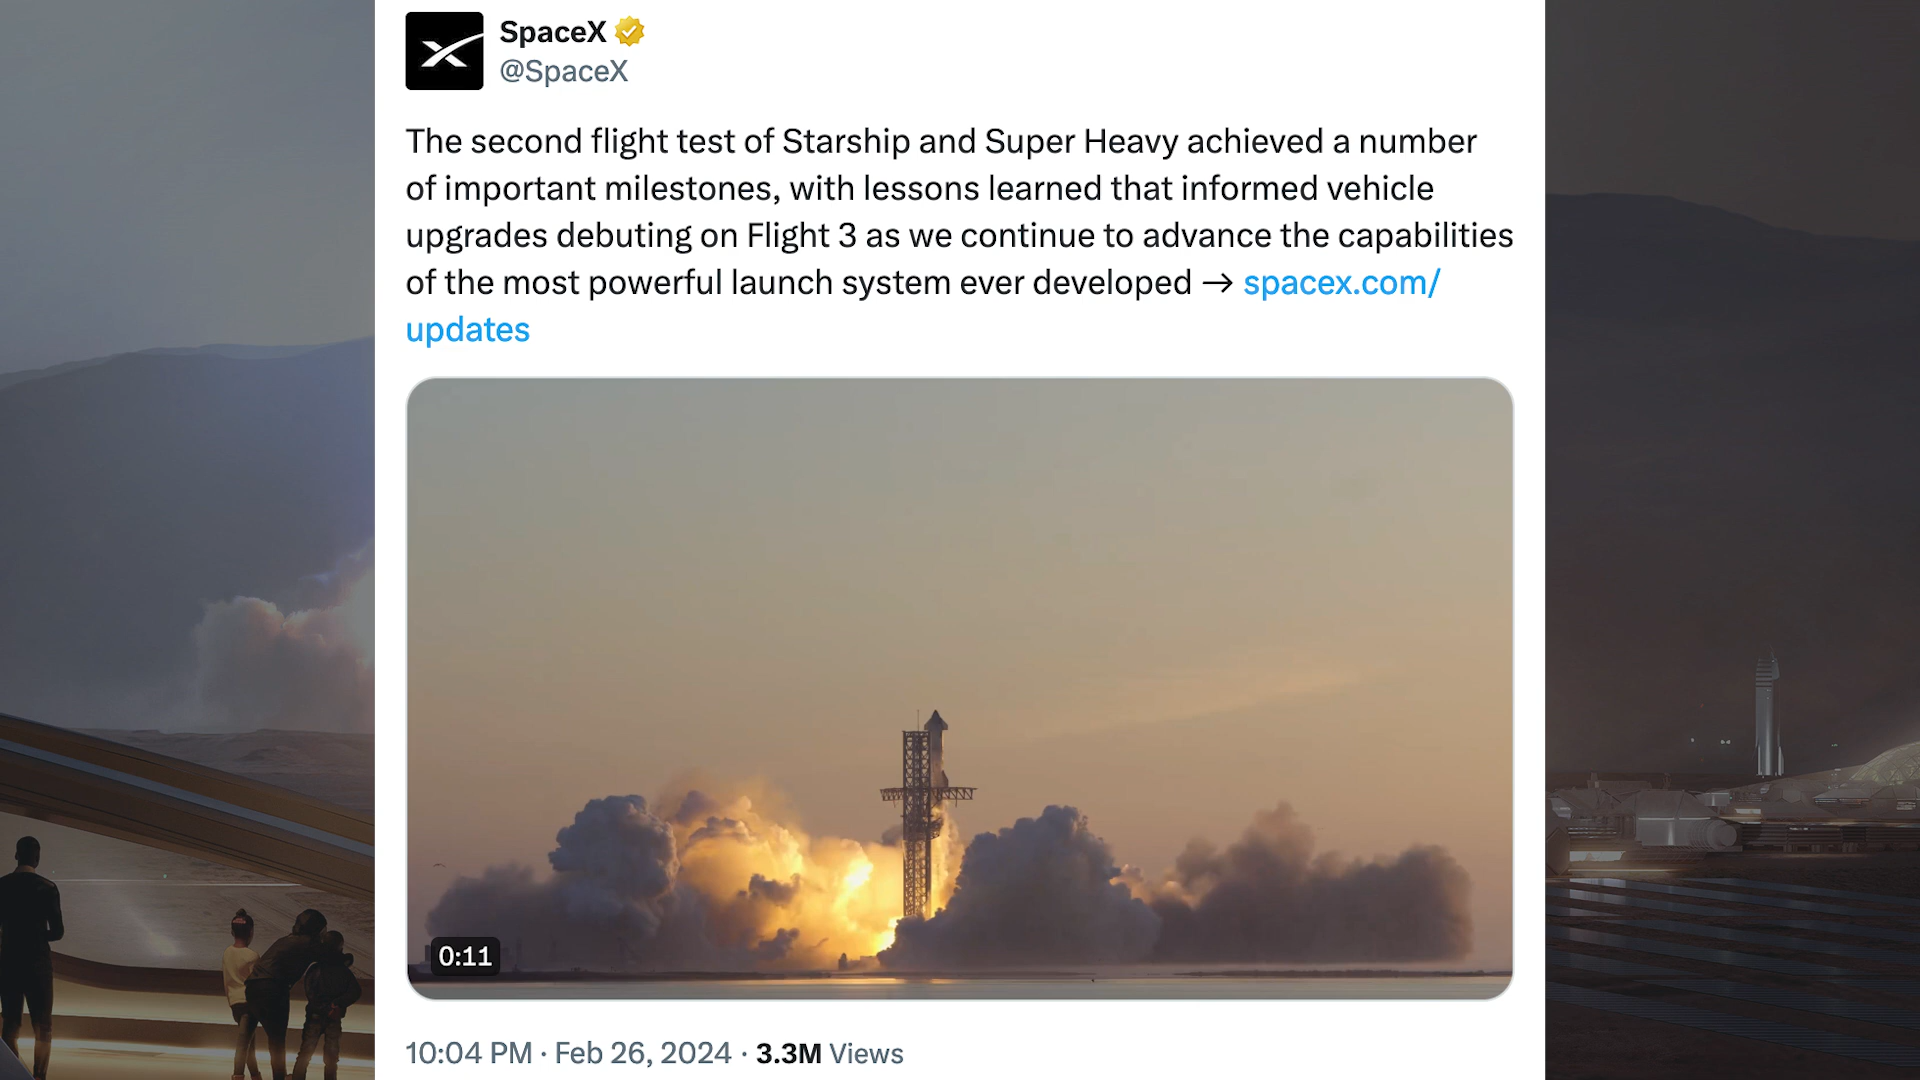 SpaceX
@SpaceX
The second flight test of Starship and Super Heavy achieved a number
of important milestones, with lessons learned that informed vehicle
upgrades debuting on Flight 3 as we continue to advance the capabilities
of the most powerful launch system ever developed → spacex.com/
updates
0:11
10:04 PM · Feb 26, 2024 · 3.3M Views